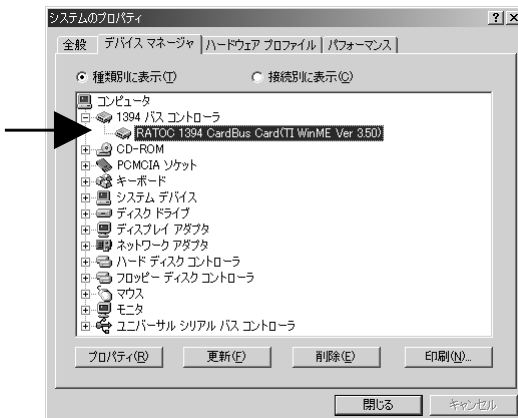 システムのプロパティ
全般 デバイス マネージャ ハードウェア プロファイル パフォーマンス
種類別に表示(T) 接続別に表示(C)
コンピュータ
1394 バス コントローラ
RATOC 1394 CardBus Card(TI WinME Ver 3.50)
CD-ROM
PCMCIA ソケット
キーボード
システム デバイス
ディスク ドライブ
ディスプレイ アダプタ
ネットワーク アダプタ
ハード ディスク コントローラ
フロッピー ディスク コントローラ
マウス
モニタ
ユニバーサル シリアル バス コントローラ
プロパティ(R) 更新(F) 削除(E) 印刷(N)...
閉じる キャンセル